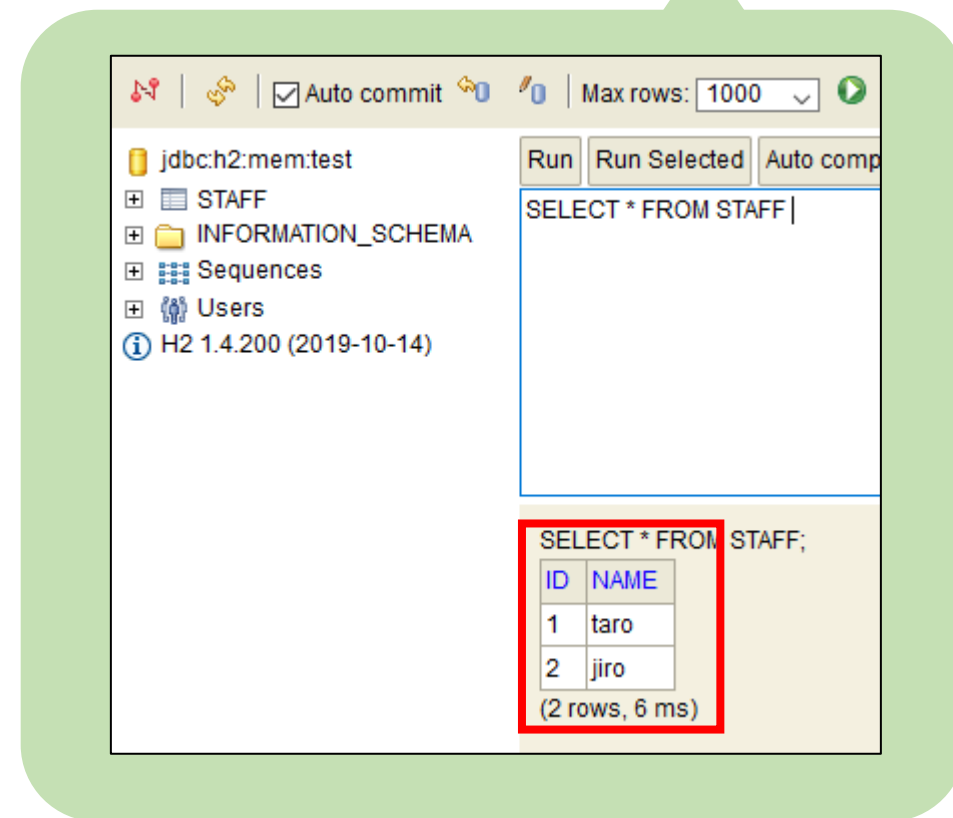 Auto commit Max rows: 1000
jdbc:h2:mem:test
STAFF
INFORMATION_SCHEMA
Sequences
Users
H2 1.4.200 (2019-10-14)
Run Run Selected Auto comp
SELECT * FROM STAFF
SELECT * FROM STAFF;
ID NAME
1 taro
2 jiro
(2 rows, 6 ms)